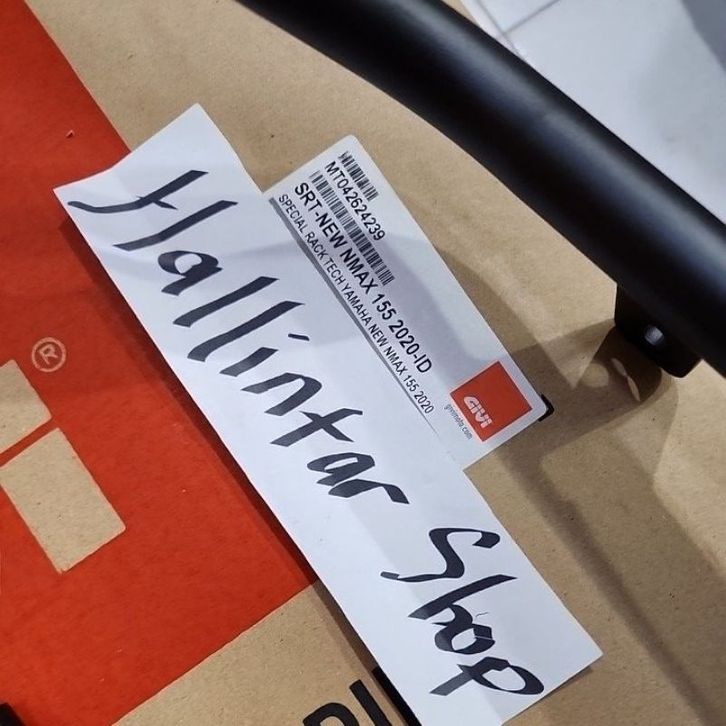 MT042624239
SRT-NEW NMAX 155 2020-ID
SPECIAL RACK TECH YAMAHA NEW NMAX 155 2020
GIVI
givimoto.com
Hallintar Shop
®